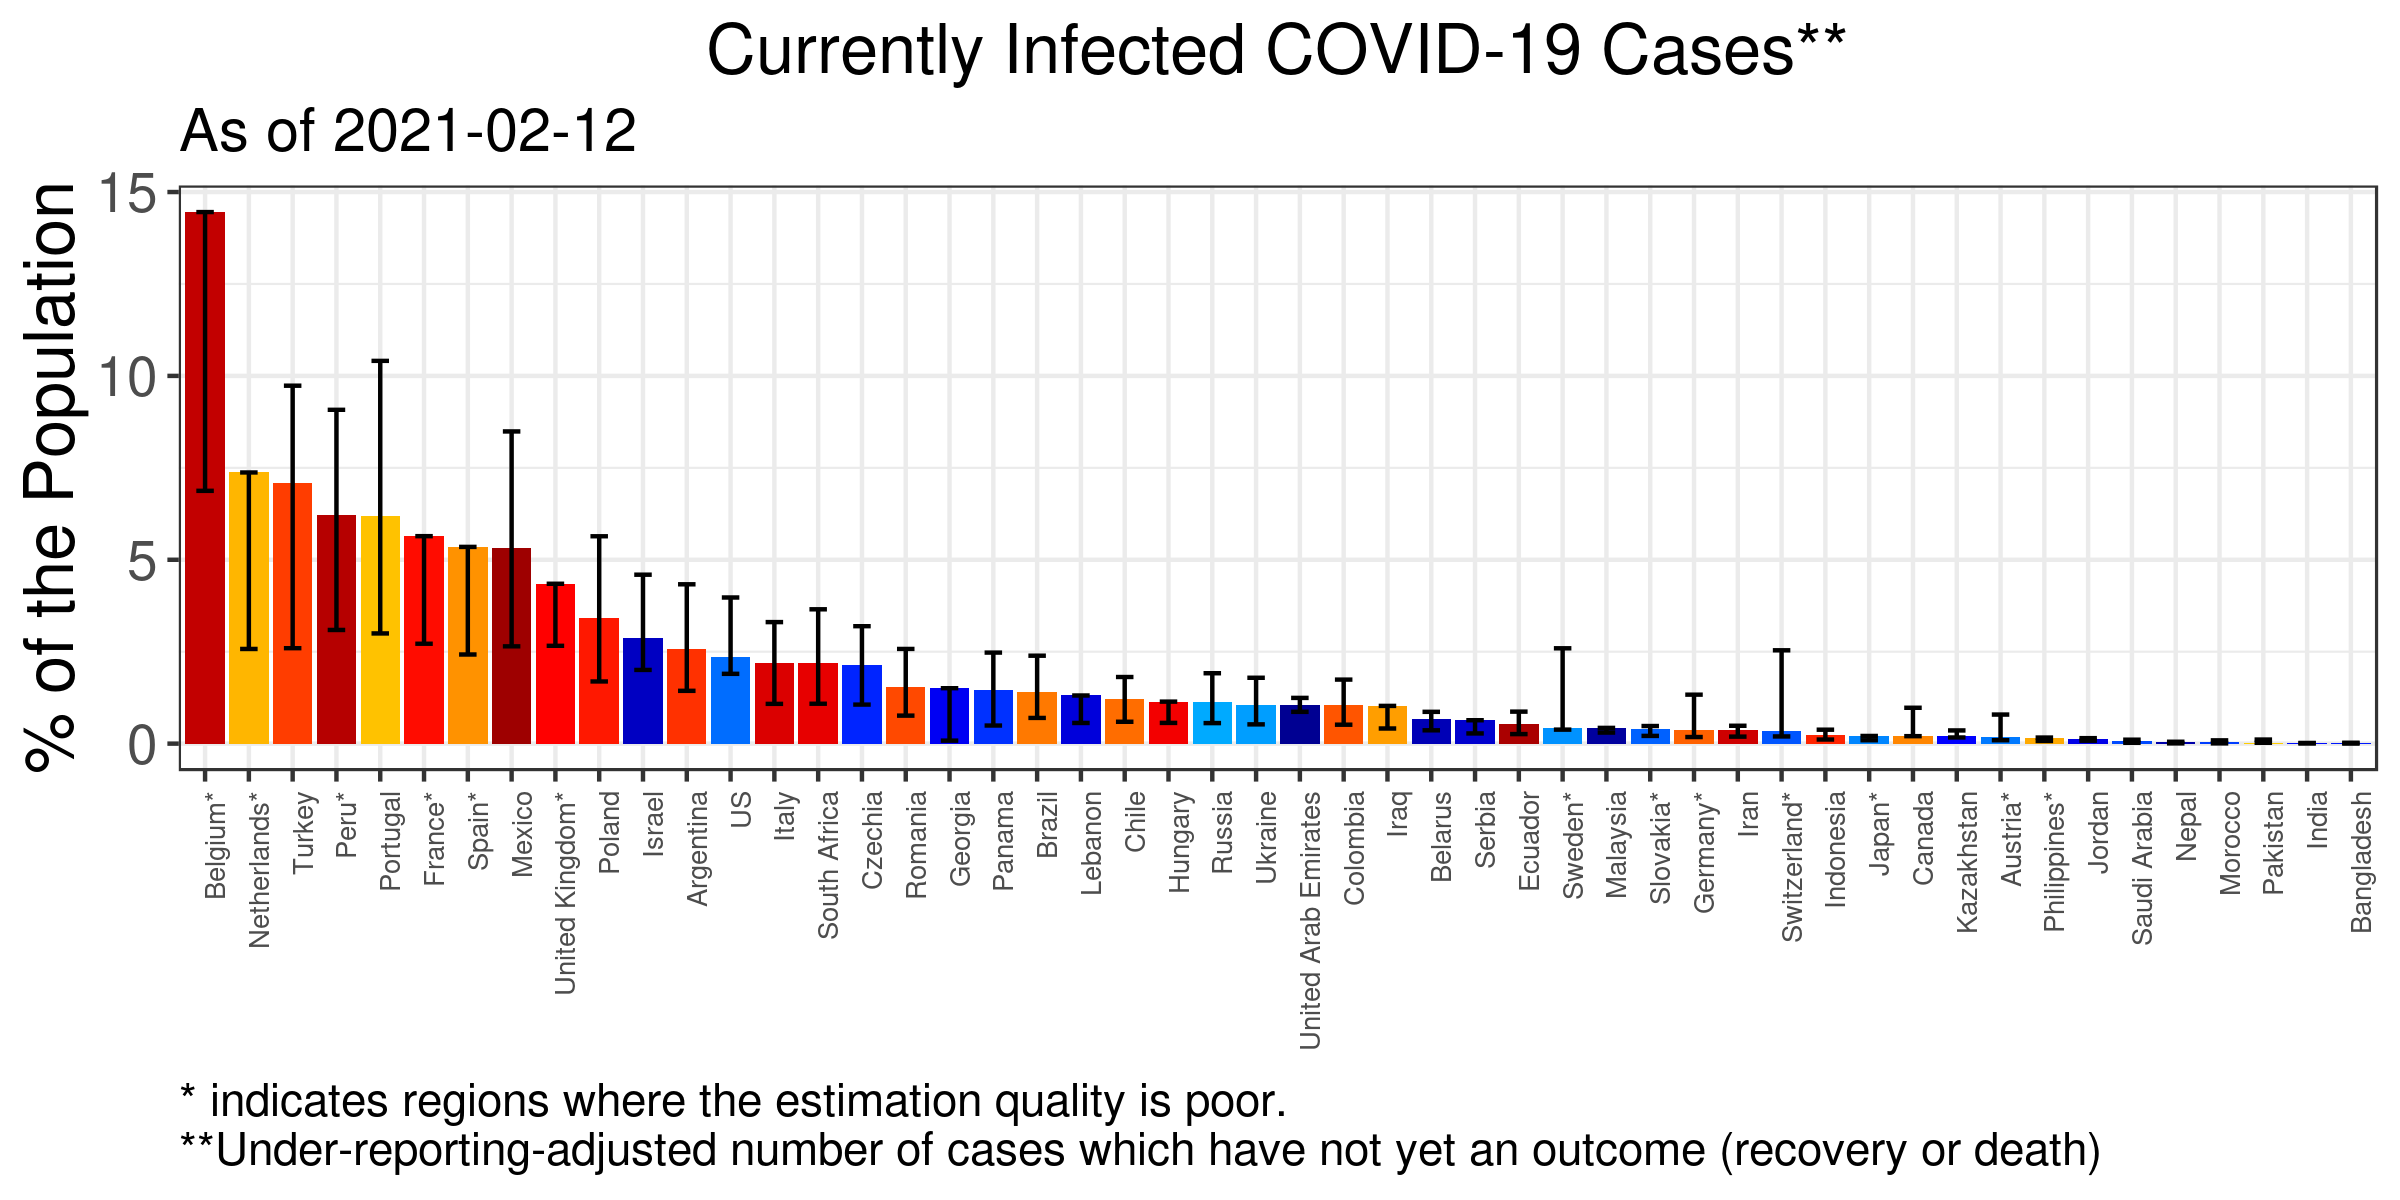 Currently Infected COVID-19 Cases**
As of 2021-02-12
% of the Population
15
10
5
0
Belgium*
Netherlands*
Turkey
Peru*
Portugal
France*
Spain*
Mexico
United Kingdom*
Poland
Israel
Argentina
US
Italy
South Africa
Czechia
Romania
Georgia
Panama
Brazil
Lebanon
Chile
Hungary
Russia
Ukraine
United Arab Emirates
Colombia
Iraq
Belarus
Serbia
Ecuador
Sweden*
Malaysia
Slovakia*
Germany*
Iran
Switzerland*
Indonesia
Japan*
Canada
Kazakhstan
Austria*
Philippines*
Jordan
Saudi Arabia
Nepal
Morocco
Pakistan
India
Bangladesh
* indicates regions where the estimation quality is poor.
**Under-reporting-adjusted number of cases which have not yet an outcome (recovery or death)